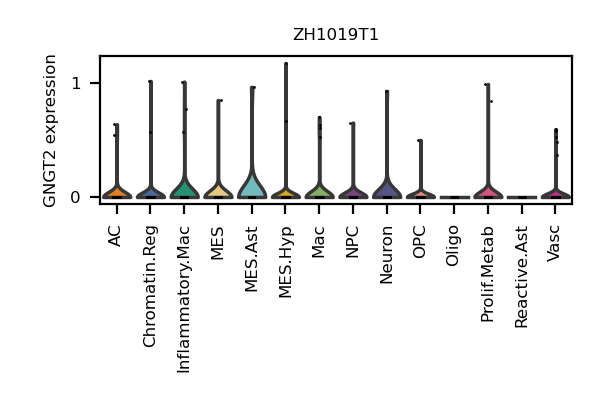 ZH1019T1
GNGT2 expression
1
0
AC
Chromatin.Reg
Inflammatory.Mac
MES
MES.Ast
MES.Hyp
Mac
NPC
Neuron
OPC
Oligo
Prolif.Metab
Reactive.Ast
Vasc